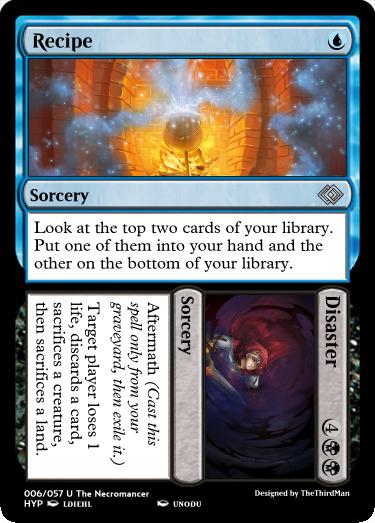 Recipe
Sorcery
Look at the top two cards of your library.
Put one of them into your hand and the
other on the bottom of your library.
Disaster
4
Sorcery
Aftermath (Cast this
spell only from your
graveyard, then exile it.)
Target player loses 1
life, discards a card,
sacrifices a creature,
then sacrifices a land.
006/057 U The Necromancer
HYP LDIEHL UNODU
Designed by TheThirdMan